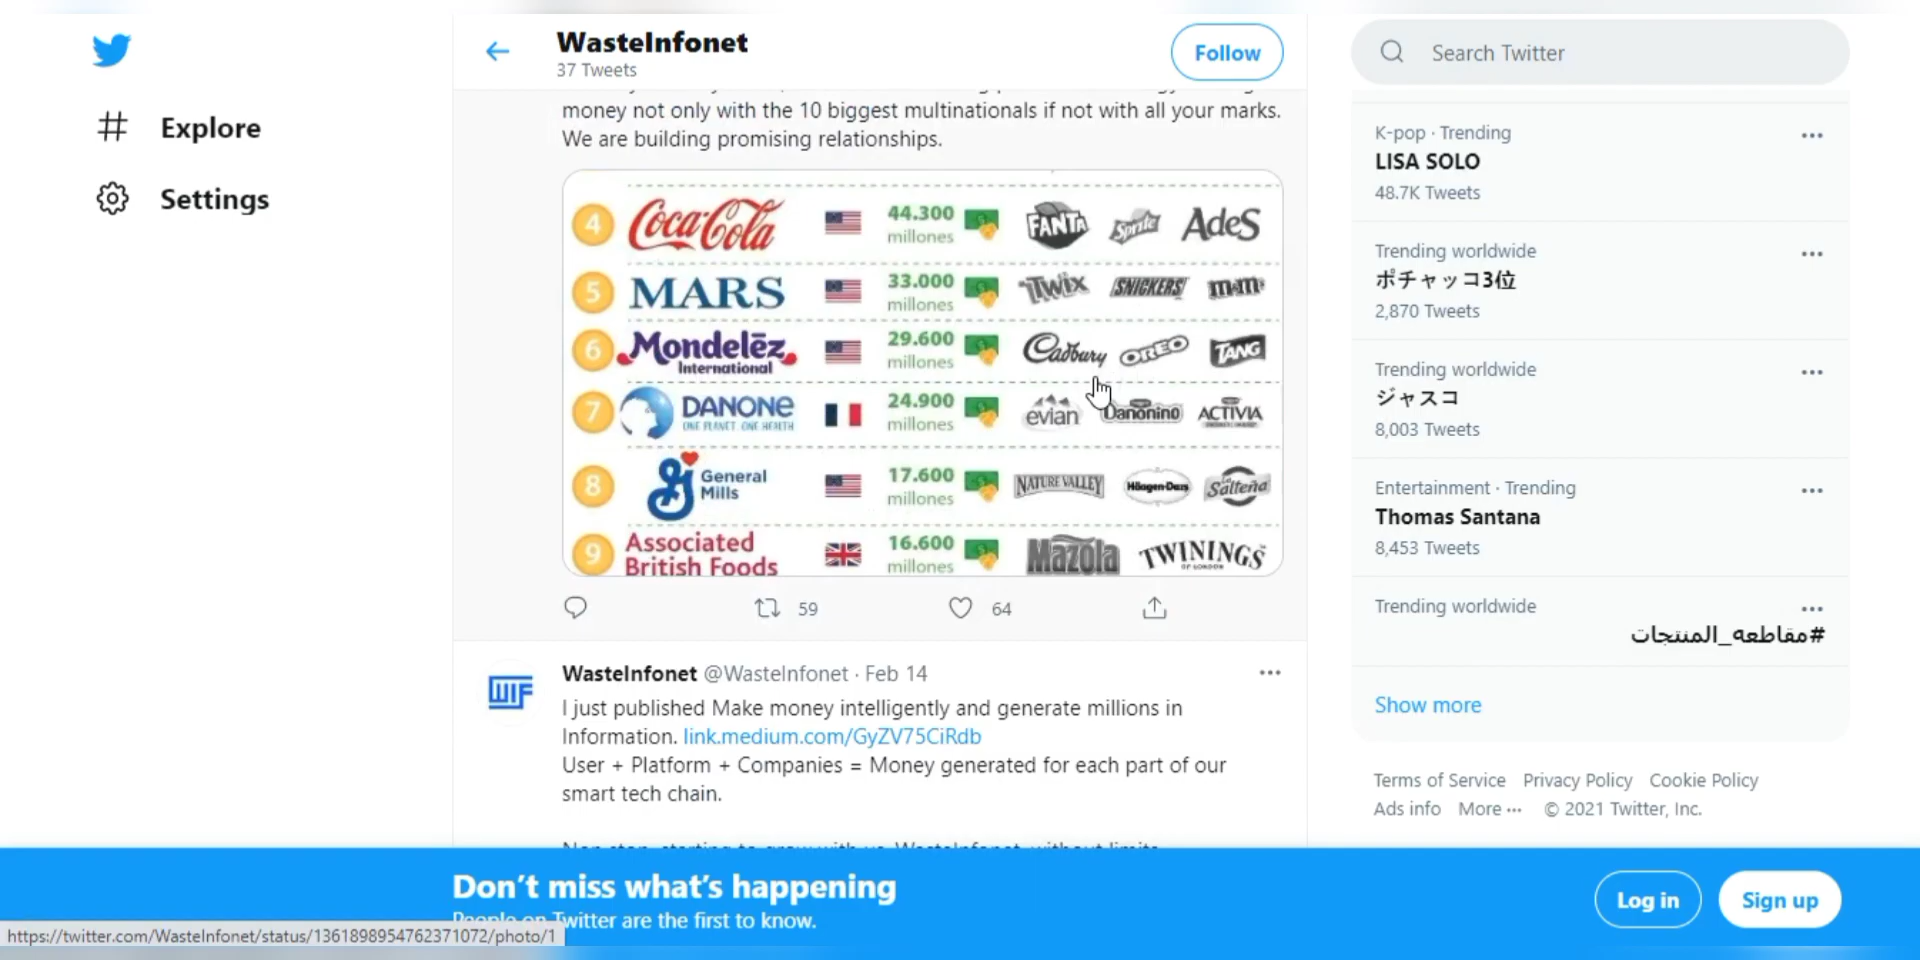 WasteInfonet
37 Tweets
Follow
Search Twitter
Explore
Settings
money not only with the 10 biggest multinationals if not with all your marks.
We are building promising relationships.
4 Coca-Cola 44.300 millones FANTA Sprite AdeS
5 MARS 33.000 millones Twix SNICKERS m&m's
6 Mondelēz International 29.600 millones Cadbury OREO TANG
7 DANONE ONE PLANET. ONE HEALTH 24.900 millones evian Danonino ACTIVIA
8 General Mills 17.600 millones NATURE VALLEY Häagen-Dazs La Salteña
9 Associated British Foods 16.600 millones Mazola TWININGS OF LONDON
59
64
WasteInfonet @WasteInfonet · Feb 14
I just published Make money intelligently and generate millions in
Information. link.medium.com/GyZV75CiRdb
User + Platform + Companies = Money generated for each part of our
smart tech chain.
K-pop · Trending
LISA SOLO
48.7K Tweets
Trending worldwide
ポチャッコ3位
2,870 Tweets
Trending worldwide
ジャスコ
8,003 Tweets
Entertainment · Trending
Thomas Santana
8,453 Tweets
Trending worldwide
#مقاطعه_المنتجات
Show more
Terms of Service Privacy Policy Cookie Policy
Ads info More ··· © 2021 Twitter, Inc.
Don't miss what's happening
People on Twitter are the first to know.
Log in
Sign up
https://twitter.com/WasteInfonet/status/1361898954762371072/photo/1